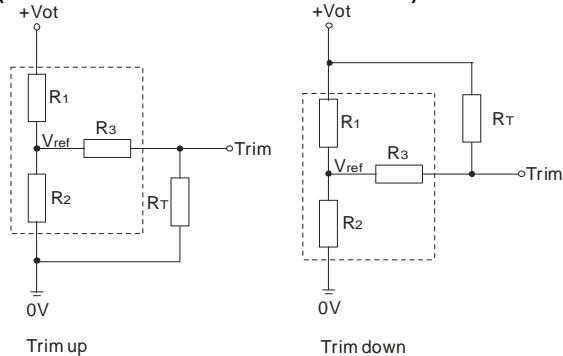 +Vot
R1
Vref
R3
Trim
R2
RT
0V
Trim up
+Vot
R1
RT
Vref
R3
Trim
R2
0V
Trim down